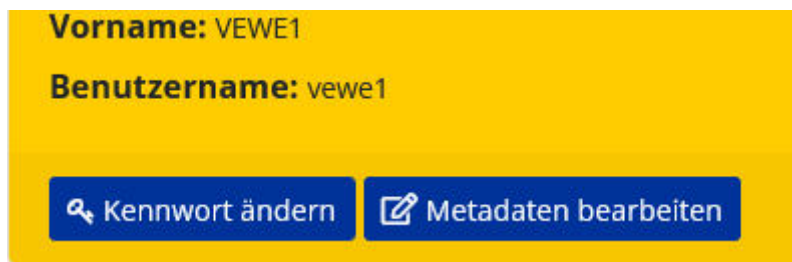 Vorname: VEWE1
Benutzername: vewe1
Kennwort ändern Metadaten bearbeiten